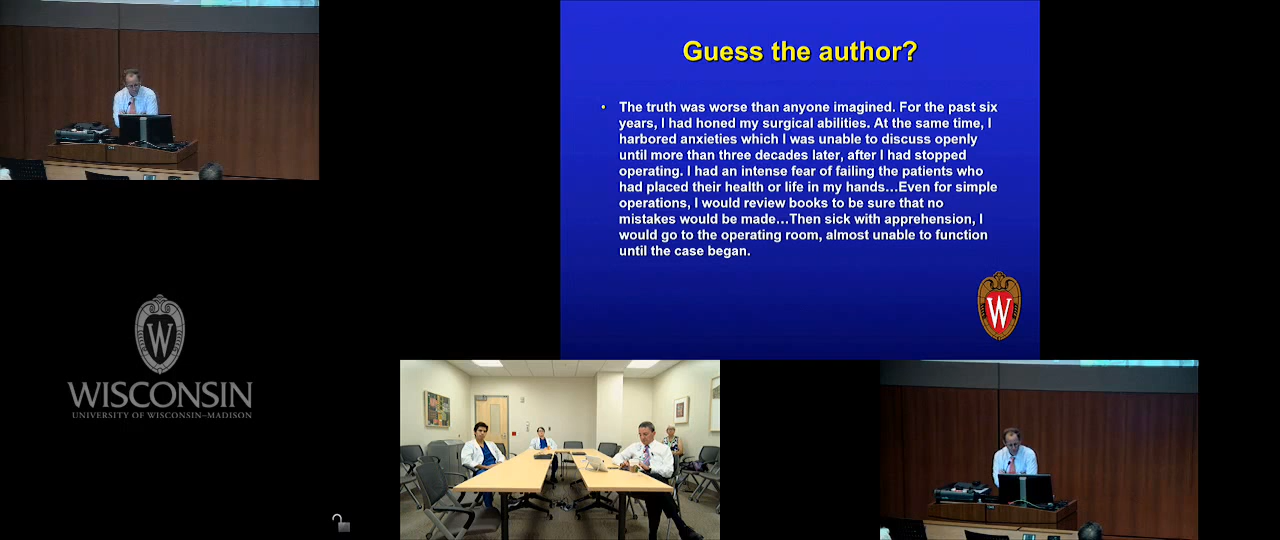 Guess the author?
• The truth was worse than anyone imagined. For the past six
years, I had honed my surgical abilities. At the same time, I
harbored anxieties which I was unable to discuss openly
until more than three decades later, after I had stopped
operating. I had an intense fear of failing the patients who
had placed their health or life in my hands…Even for simple
operations, I would review books to be sure that no
mistakes would be made…Then sick with apprehension, I
would go to the operating room, almost unable to function
until the case began.
W
W
WISCONSIN
UNIVERSITY OF WISCONSIN–MADISON